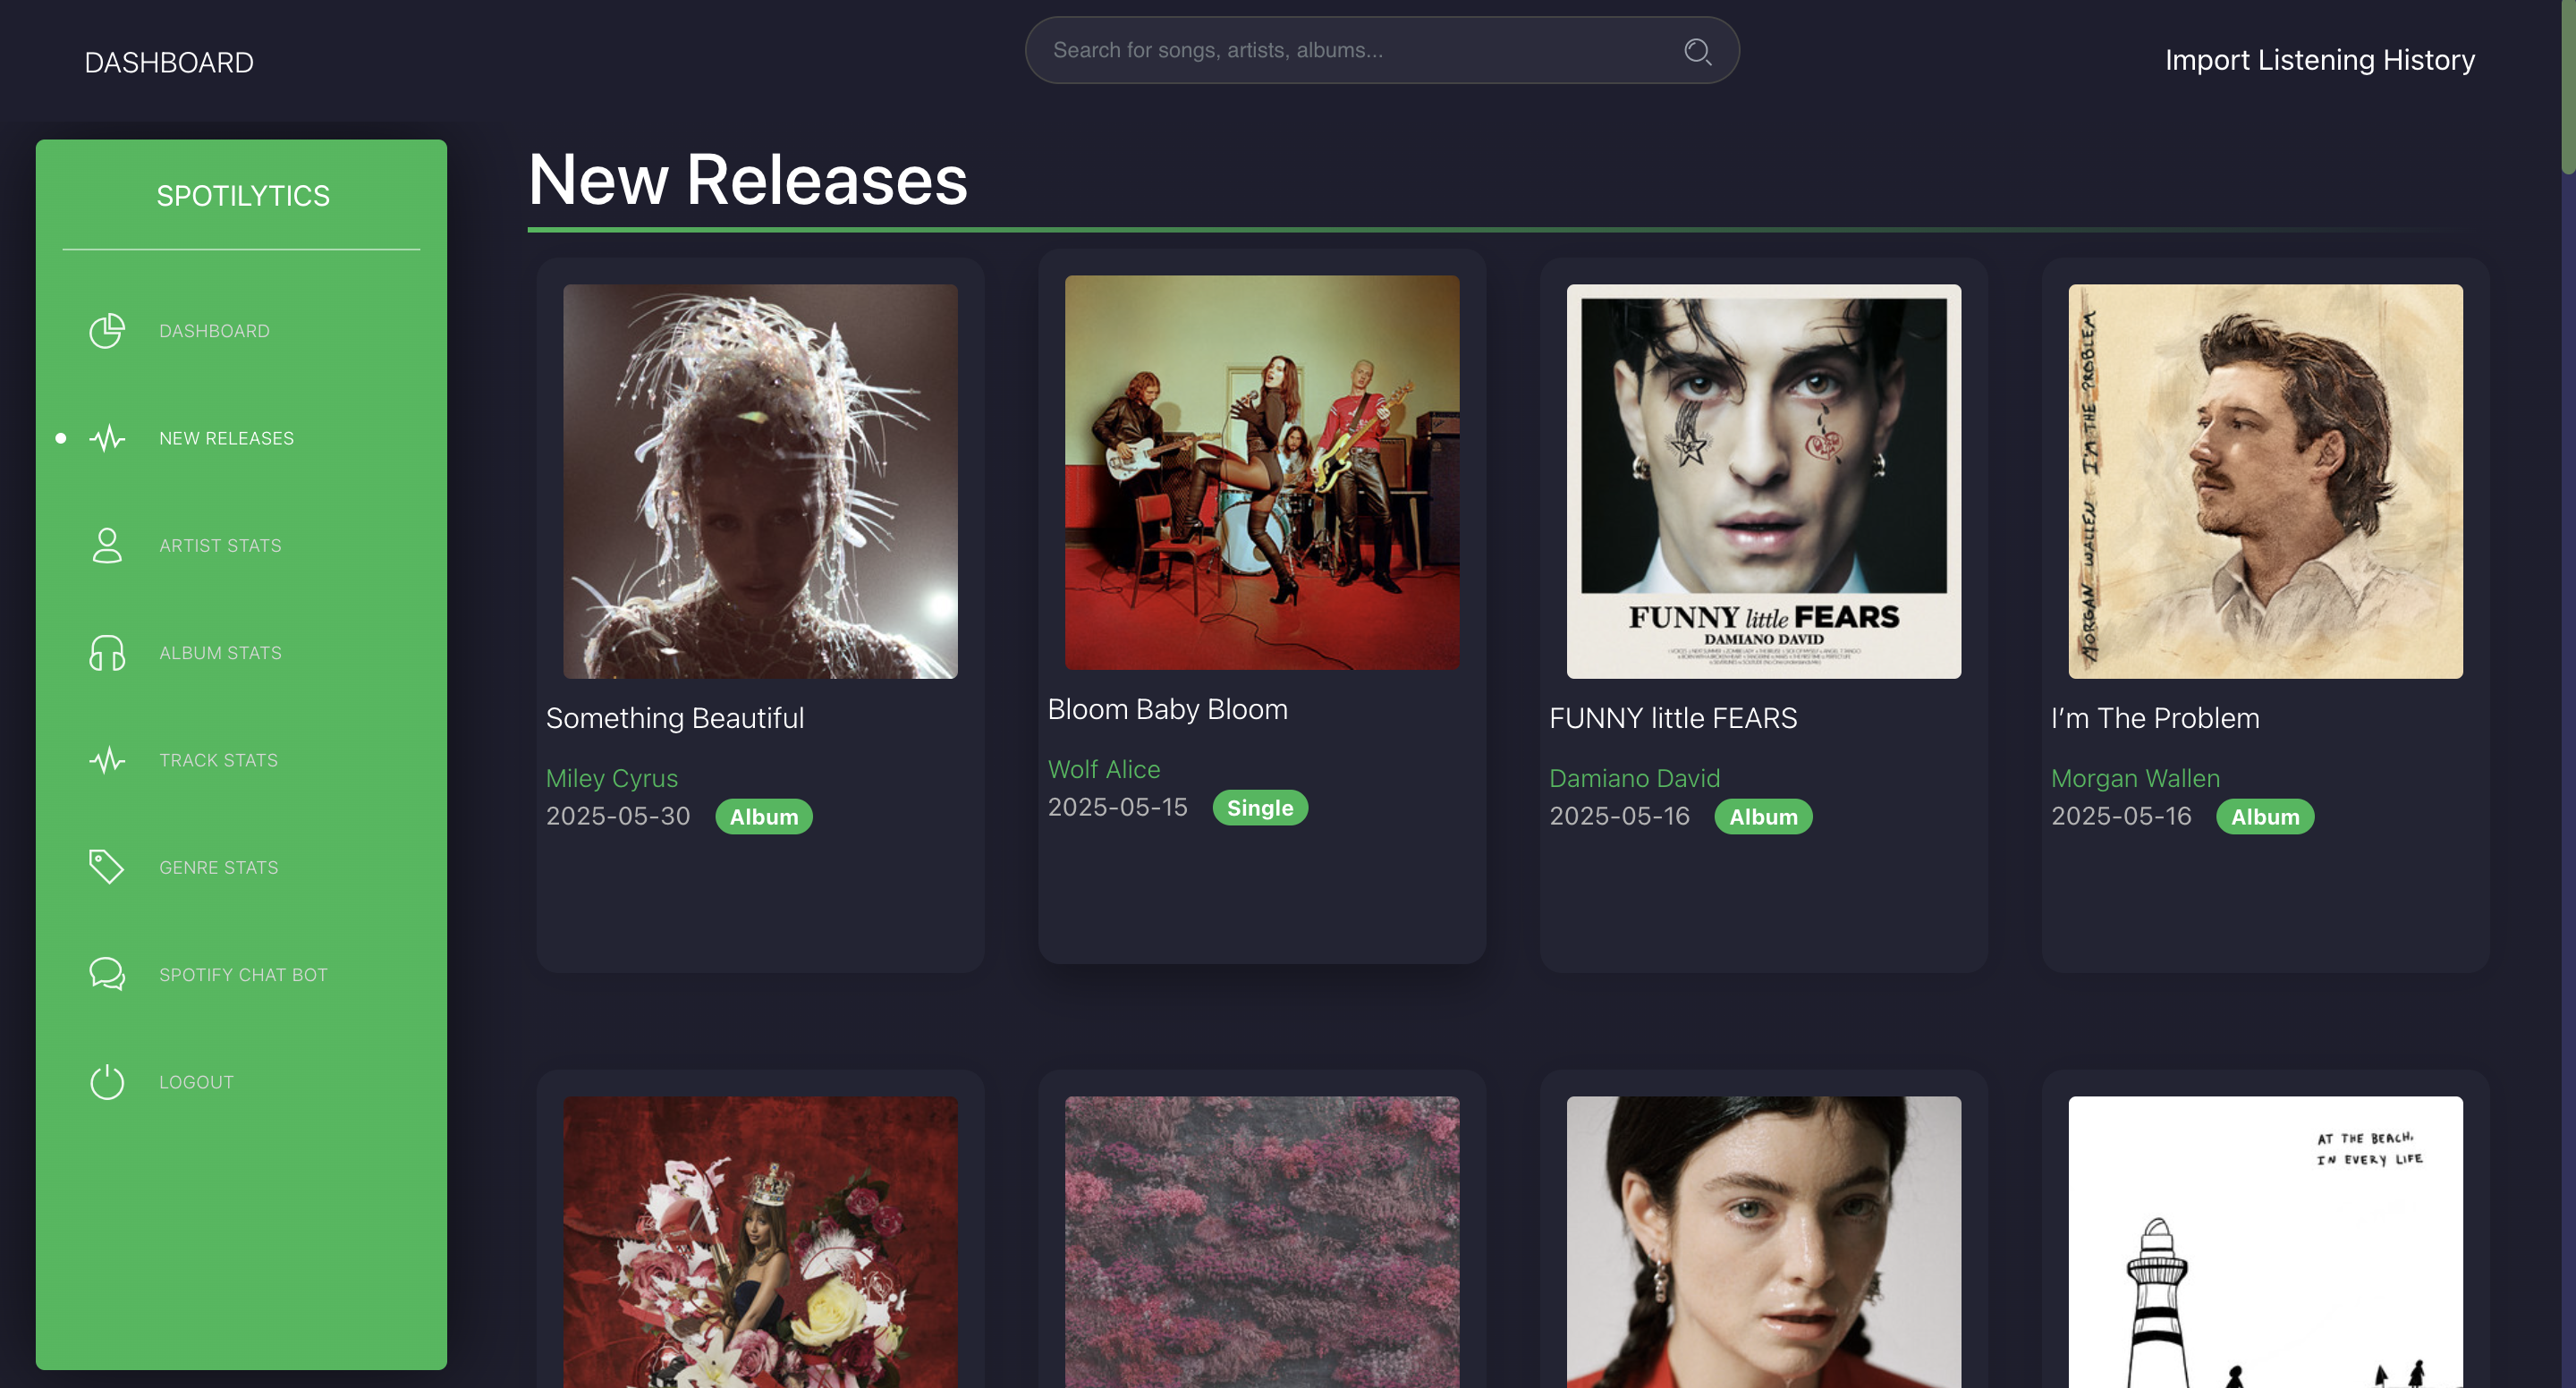 DASHBOARD
Search for songs, artists, albums...
Import Listening History
SPOTILYTICS
DASHBOARD
NEW RELEASES
ARTIST STATS
ALBUM STATS
TRACK STATS
GENRE STATS
SPOTIFY CHAT BOT
LOGOUT
New Releases
Something Beautiful
Miley Cyrus
2025-05-30 Album
Bloom Baby Bloom
Wolf Alice
2025-05-15 Single
FUNNY little FEARS
DAMIANO DAVID
FUNNY little FEARS
Damiano David
2025-05-16 Album
MORGAN WALLEN I'M THE PROBLEM
I'm The Problem
Morgan Wallen
2025-05-16 Album
AT THE BEACH,
IN EVERY LIFE